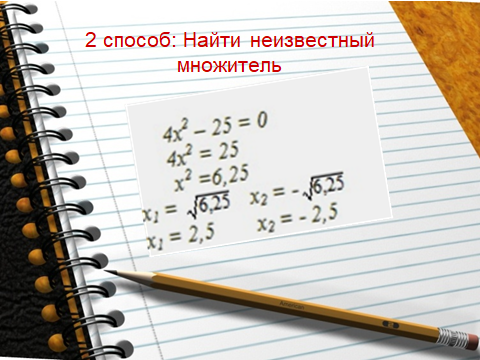 2 способ: Найти неизвестный
множитель
4x² − 25 = 0
4x² = 25
x² =6,25
x₁ = √6,25 x₂ = - √6,25
x₁ = 2,5 x₂ = - 2,5